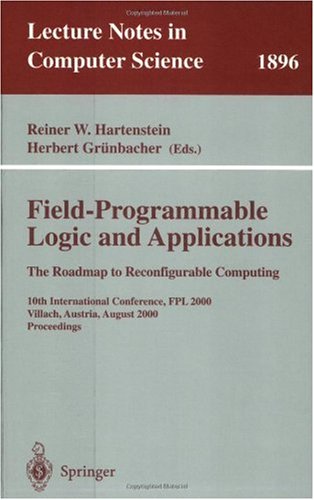 Lecture Notes in
Computer Science 1896
Reiner W. Hartenstein
Herbert Grünbacher (Eds.)
Field-Programmable
Logic and Applications
The Roadmap to Reconfigurable Computing
10th International Conference, FPL 2000
Villach, Austria, August 2000
Proceedings
Springer